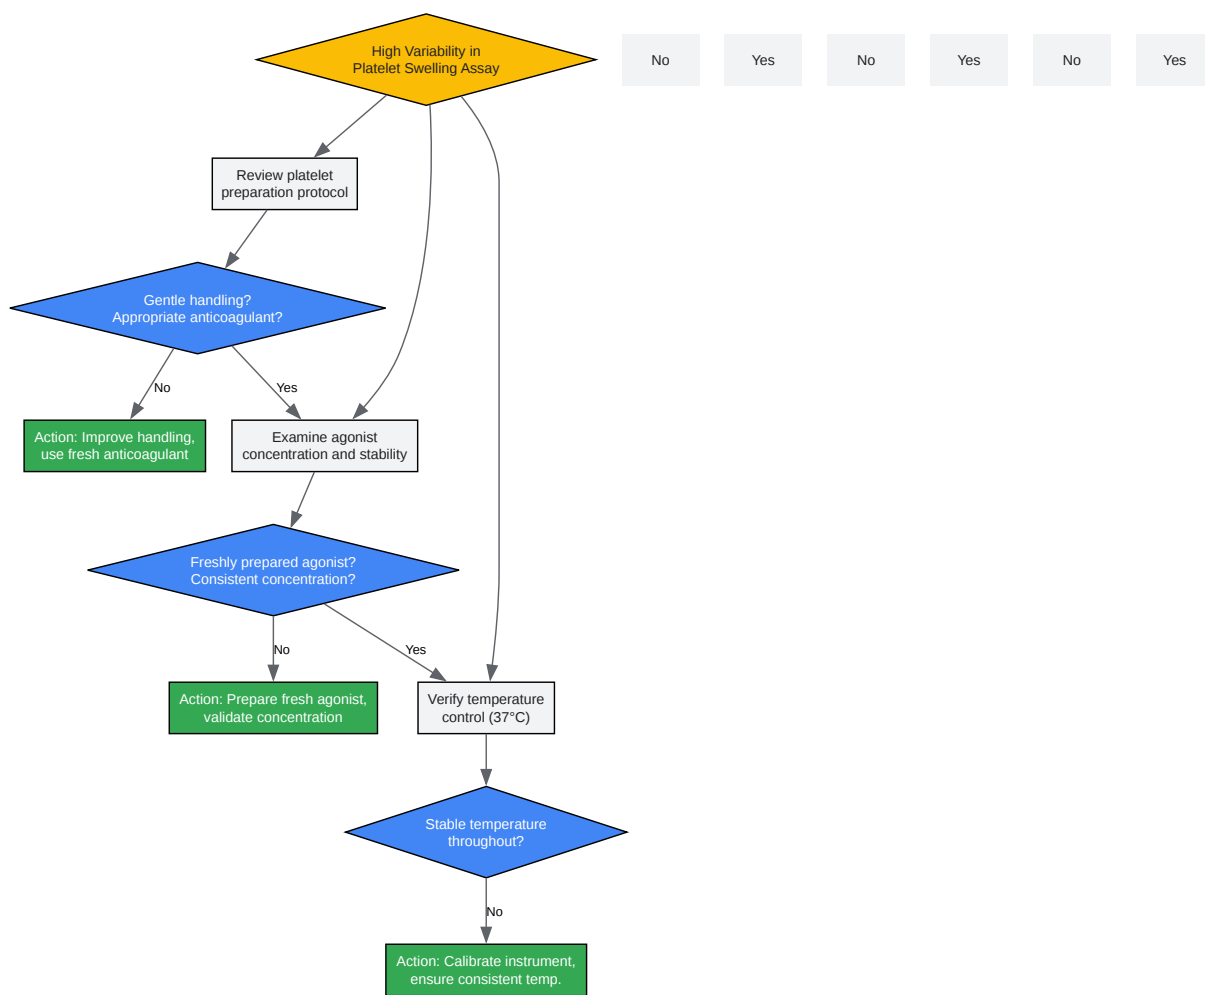 High Variability in
Platelet Swelling Assay
No
Yes
No
Yes
No
Yes
Review platelet
preparation protocol
Gentle handling?
Appropriate anticoagulant?
No
Yes
Action: Improve handling,
use fresh anticoagulant
Examine agonist
concentration and stability
Freshly prepared agonist?
Consistent concentration?
No
Yes
Action: Prepare fresh agonist,
validate concentration
Verify temperature
control (37°C)
Stable temperature
throughout?
No
Action: Calibrate instrument,
ensure consistent temp.